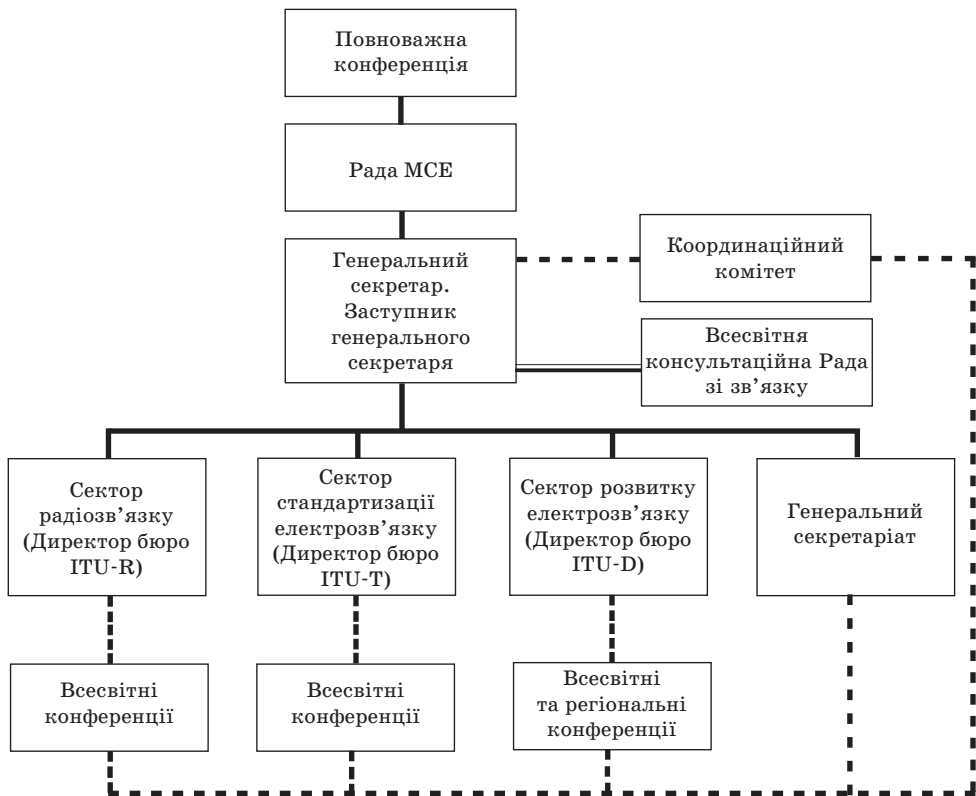 Повноважна
конференція
Рада МСЕ
Генеральний
секретар.
Заступник
генерального
секретаря
Координаційний
комітет
Всесвітня
консультаційна Рада
зі зв’язку
Сектор
радіозв’язку
(Директор бюро
ITU-R)
Сектор
стандартизації
електрозв’язку
(Директор бюро
ITU-T)
Сектор розвитку
електрозв’язку
(Директор бюро
ITU-D)
Генеральний
секретаріат
Всесвітні
конференції
Всесвітні
конференції
Всесвітні
та регіональні
конференції